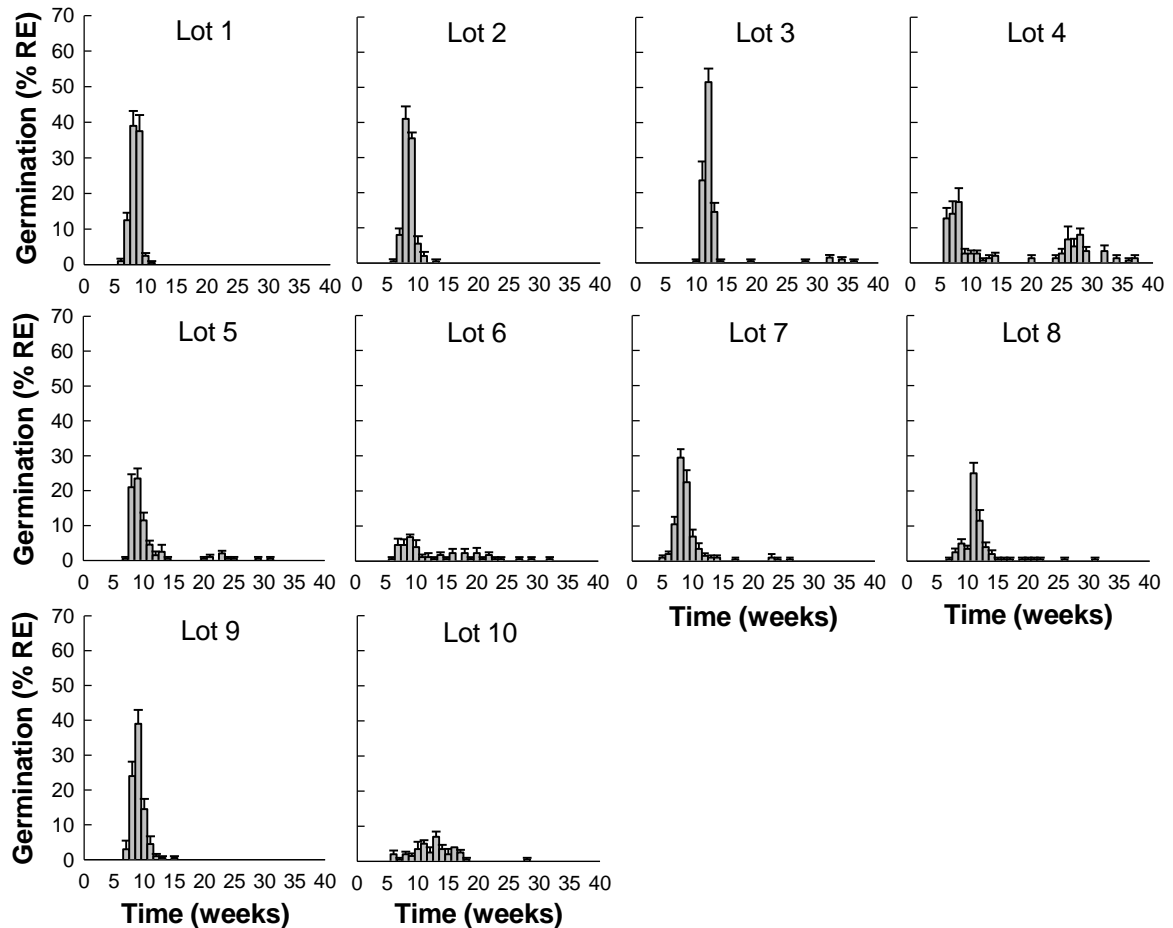 Lot 1
Lot 2
Lot 3
Lot 4
Germination (% RE)
70
60
50
40
30
20
10
0
0 5 10 15 20 25 30 35 40
0 5 10 15 20 25 30 35 40
0 5 10 15 20 25 30 35 40
0 5 10 15 20 25 30 35 40
Lot 5
Lot 6
Lot 7
Lot 8
Germination (% RE)
70
60
50
40
30
20
10
0
0 5 10 15 20 25 30 35 40
0 5 10 15 20 25 30 35 40
0 5 10 15 20 25 30 35 40
0 5 10 15 20 25 30 35 40
Time (weeks)
Time (weeks)
Lot 9
Lot 10
Germination (% RE)
70
60
50
40
30
20
10
0
0 5 10 15 20 25 30 35 40
0 5 10 15 20 25 30 35 40
Time (weeks)
Time (weeks)